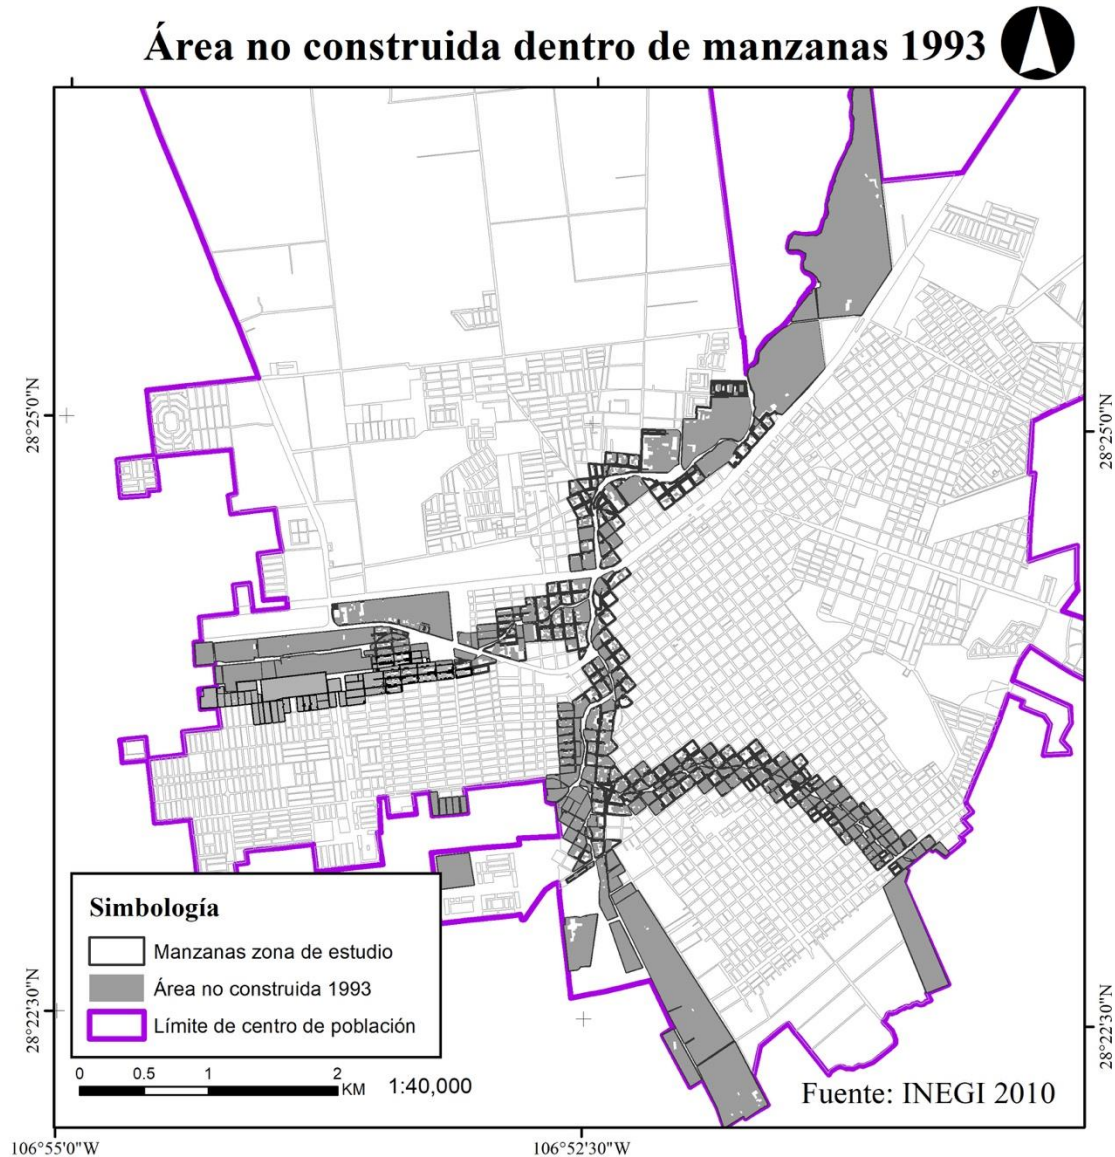 Área no construida dentro de manzanas 1993
28°25'0"N
28°25'0"N
Simbología
Manzanas zona de estudio
Área no construida 1993
Límite de centro de población
28°22'30"N
28°22'30"N
0 0.5 1 2
KM
1:40,000
Fuente: INEGI 2010
106°55'0"W
106°52'30"W